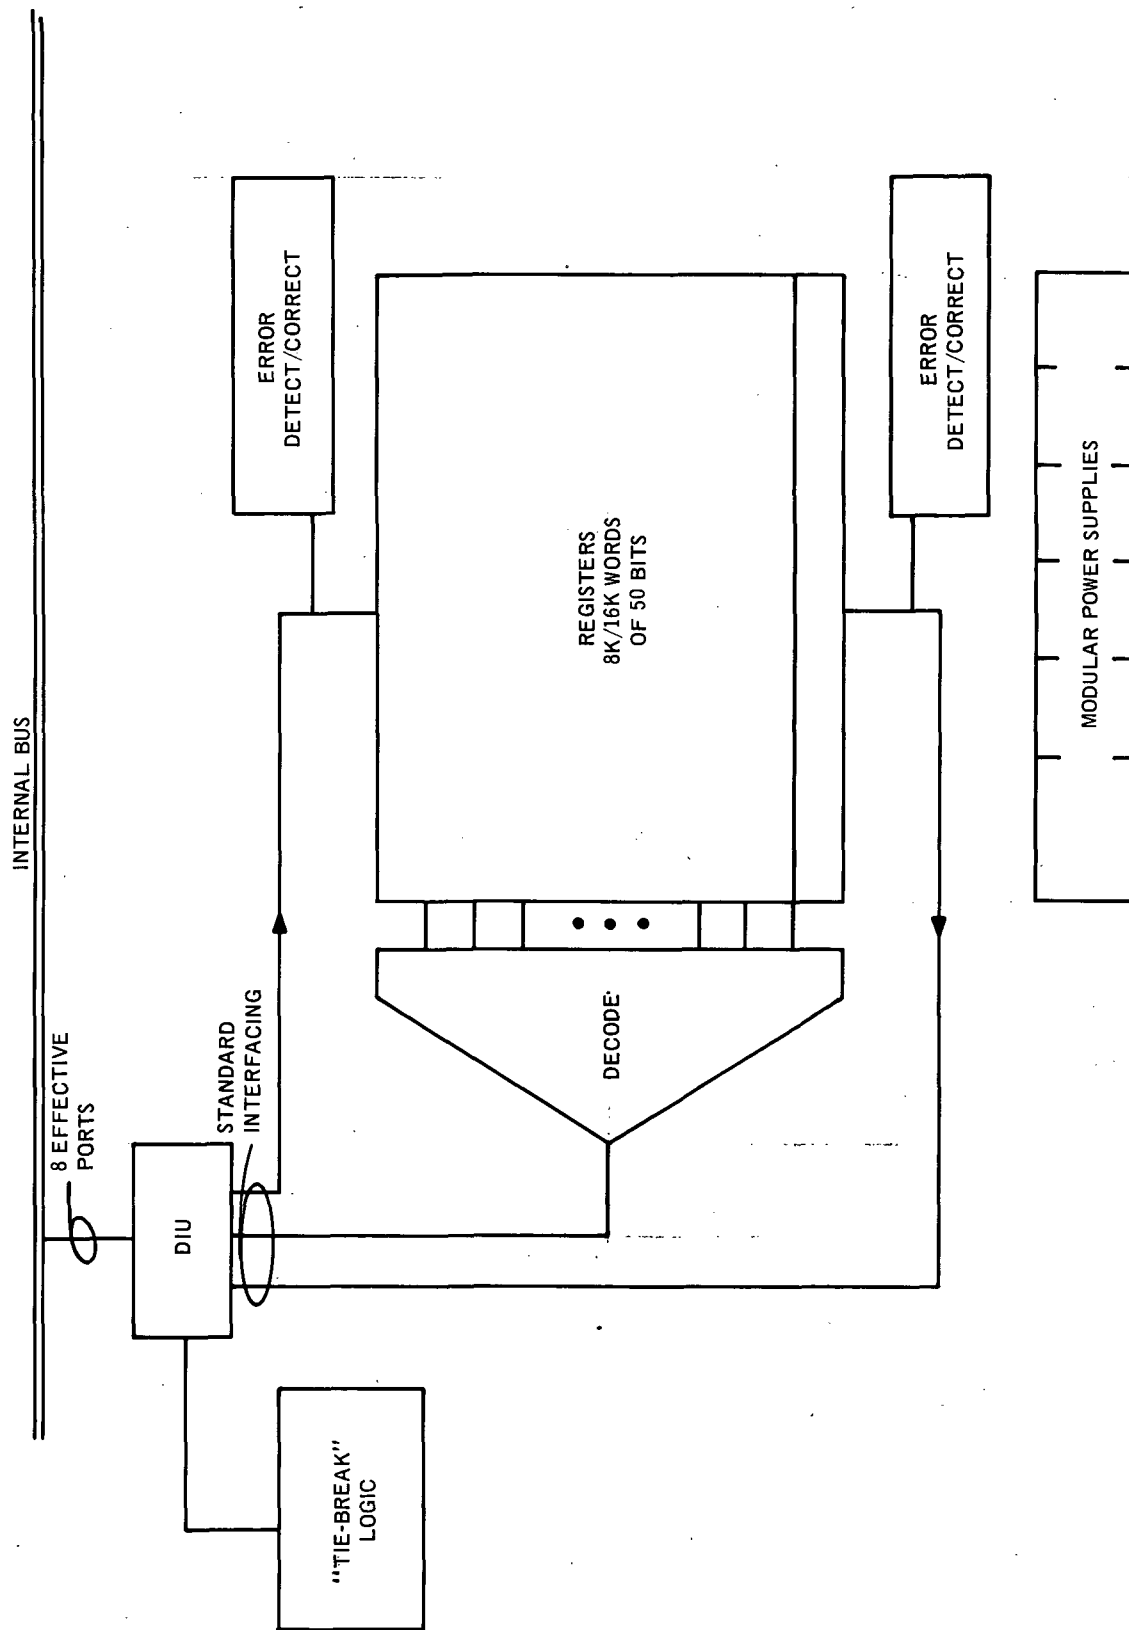 INTERNAL BUS
8 EFFECTIVE
PORTS
DIU
STANDARD
INTERFACING
"TIE-BREAK"
LOGIC
ERROR
DETECT/CORRECT
DECODE
REGISTERS
8K/16K WORDS
OF 50 BITS
ERROR
DETECT/CORRECT
MODULAR POWER SUPPLIES